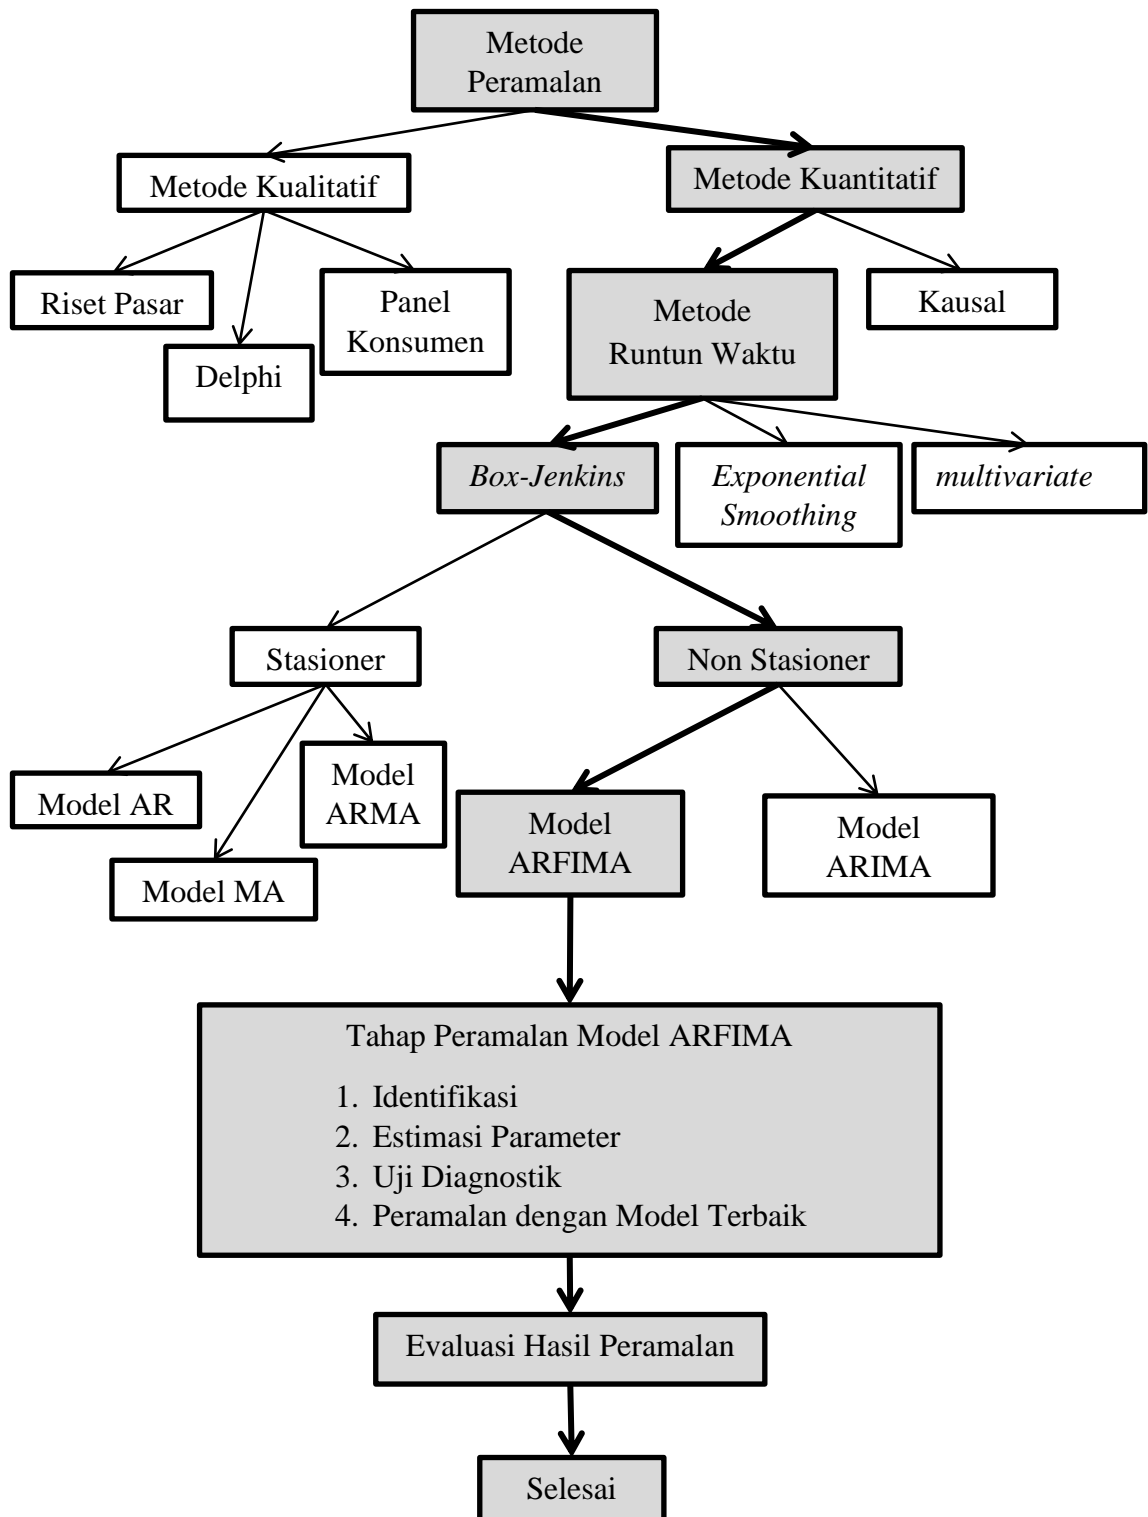 Metode
Peramalan
Metode Kualitatif
Metode Kuantitatif
Riset Pasar
Delphi
Panel
Konsumen
Metode
Runtun Waktu
Kausal
Box-Jenkins
Exponential
Smoothing
multivariate
Stasioner
Non Stasioner
Model AR
Model MA
Model
ARMA
Model
ARFIMA
Model
ARIMA
Tahap Peramalan Model ARFIMA
1. Identifikasi
2. Estimasi Parameter
3. Uji Diagnostik
4. Peramalan dengan Model Terbaik
Evaluasi Hasil Peramalan
Selesai